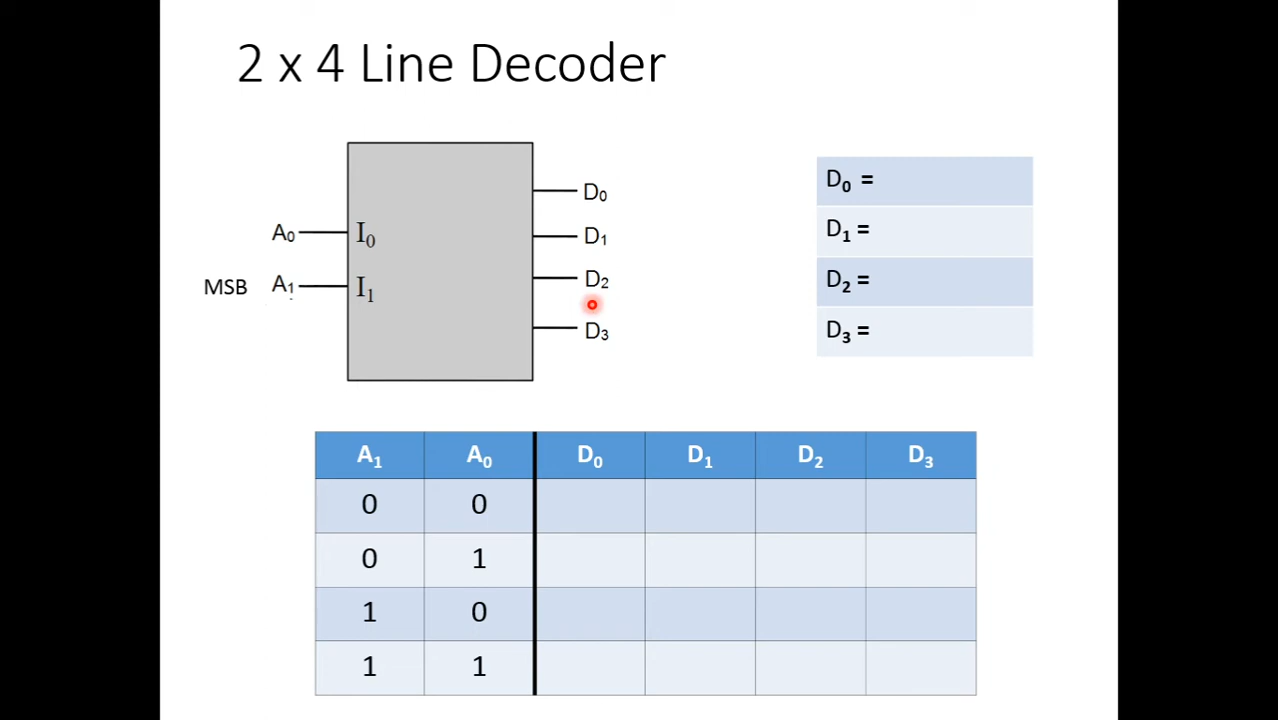 2 x 4 Line Decoder
D₀
A₀ I₀ D₁
MSB A₁ I₁ D₂
D₃
D₀ =
D₁ =
D₂ =
D₃ =
A₁ A₀ D₀ D₁ D₂ D₃
0 0
0 1
1 0
1 1